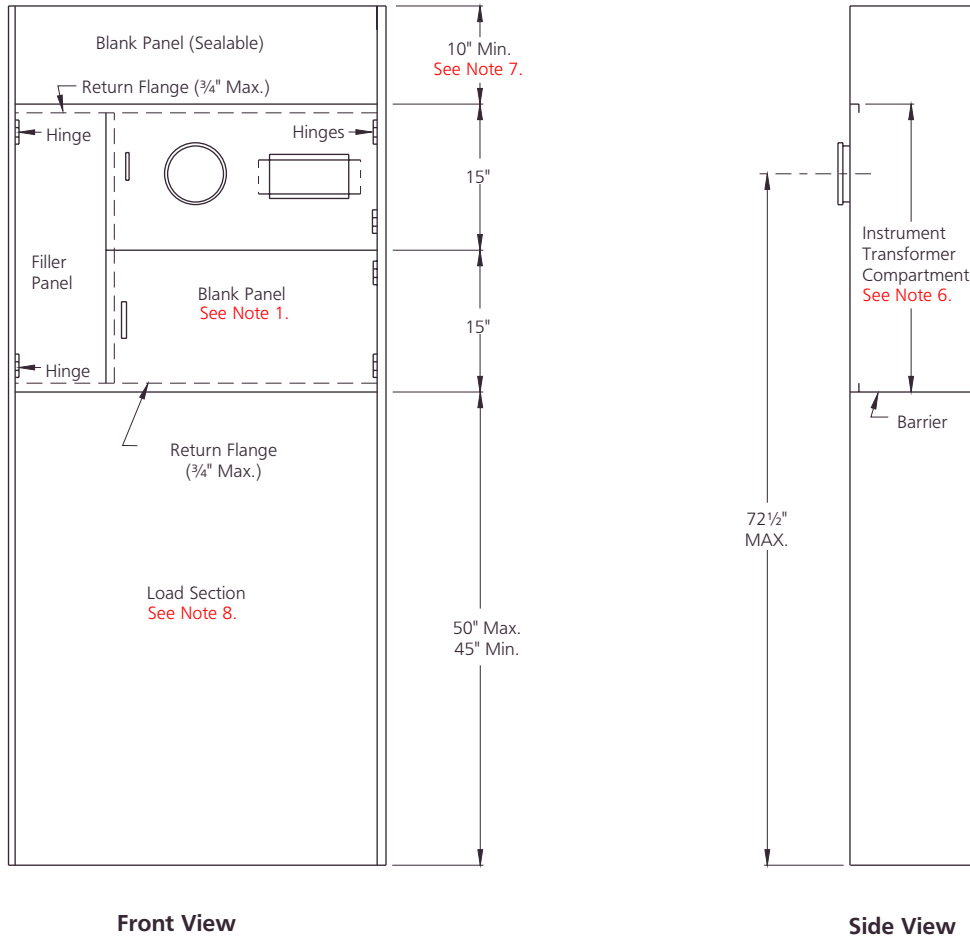 Blank Panel (Sealable)
Return Flange (¾" Max.)
Hinge
Hinges
Filler
Panel
Blank Panel
See Note 1.
Hinge
Return Flange
(¾" Max.)
Load Section
See Note 8.
10" Min.
See Note 7.
15"
15"
50" Max.
45" Min.
Front View
Instrument
Transformer
Compartment
See Note 6.
Barrier
72½"
MAX.
Side View